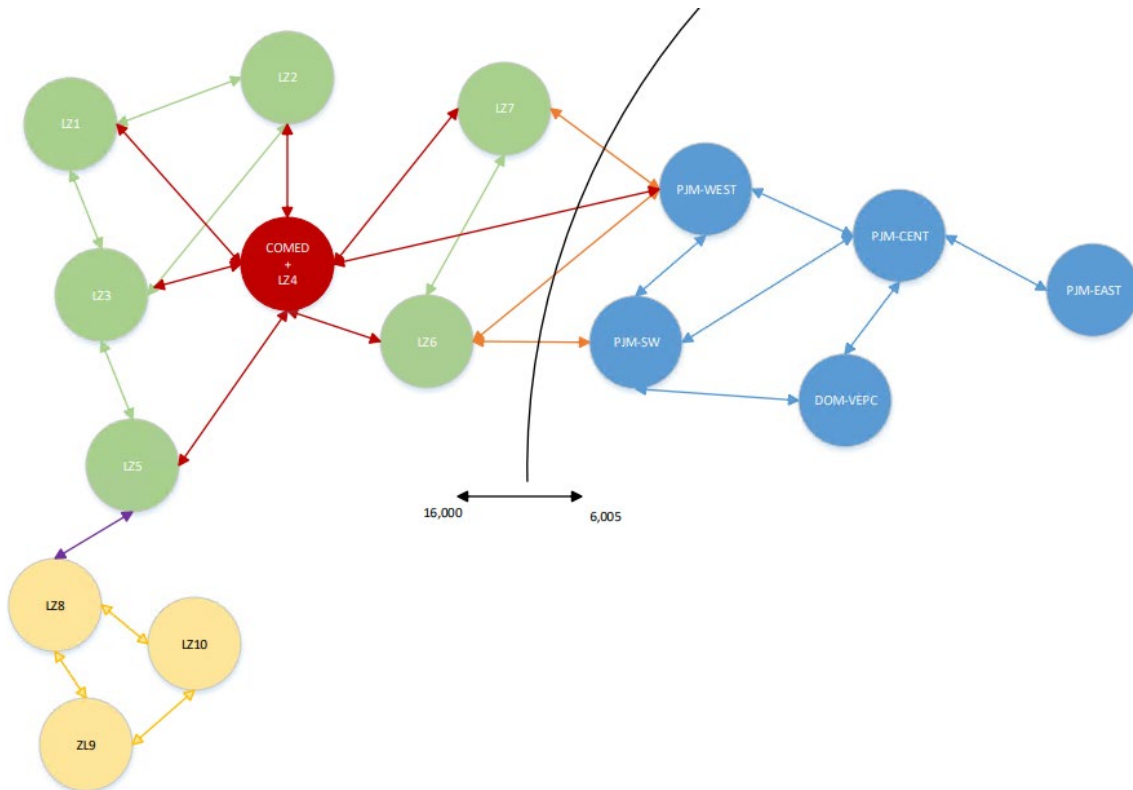 LZ2
LZ1
LZ7
PJM-WEST
PJM-CENT
COMED
+
LZ4
LZ3
PJM-EAST
LZ6
PJM-SW
DOM-VEPC
LZ5
16,000
6,005
LZ8
LZ10
ZL9